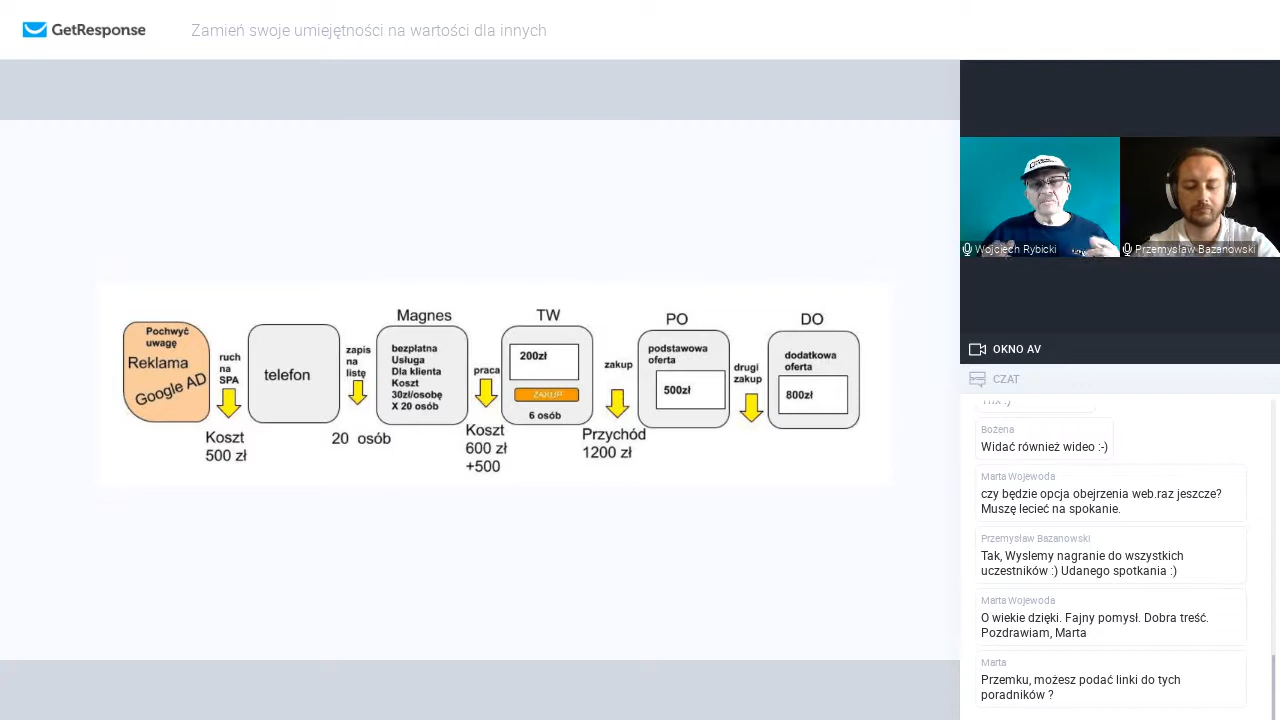 GetResponse
Zamień swoje umiejętności na wartości dla innych
Pochwyć
uwagę
Reklama
Google AD
ruch
na
SPA
Koszt
500 zł
telefon
zapis
na
listę
20 osób
Magnes
bezpłatna
Usługa
Dla klienta
Koszt
30zł/osobę
X 20 osób
praca
Koszt
600 zł
+500
TW
200zł
ZAKUP
6 osób
zakup
Przychód
1200 zł
PO
podstawowa
oferta
500zł
drugi
zakup
DO
dodatkowa
oferta
800zł
Wojciech Rybicki
Przemysław Bazanowski
OKNO AV
CZAT
Bożena
Widać również wideo :-)
Marta Wojewoda
czy będzie opcja obejrzenia web.raz jeszcze?
Muszę lecieć na spokanie.
Przemysław Bazanowski
Tak, Wyslemy nagranie do wszystkich
uczestników :) Udanego spotkania :)
Marta Wojewoda
O wiekie dzięki. Fajny pomysł. Dobra treść.
Pozdrawiam, Marta
Marta
Przemku, możesz podać linki do tych
poradników ?